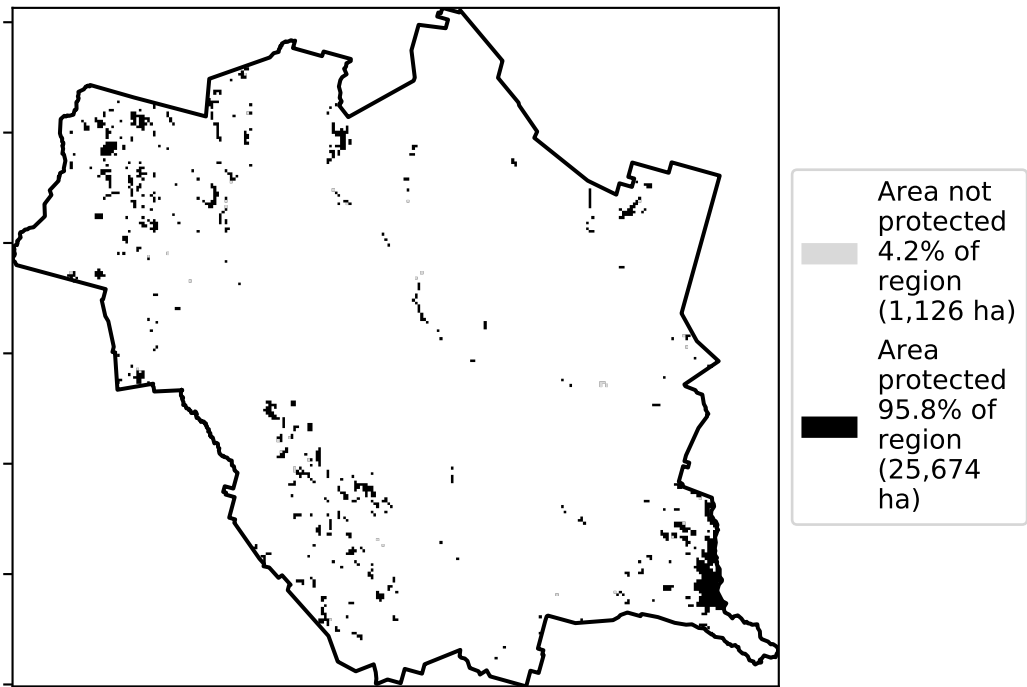 Area not
protected
4.2% of
region
(1,126 ha)
Area
protected
95.8% of
region
(25,674
ha)